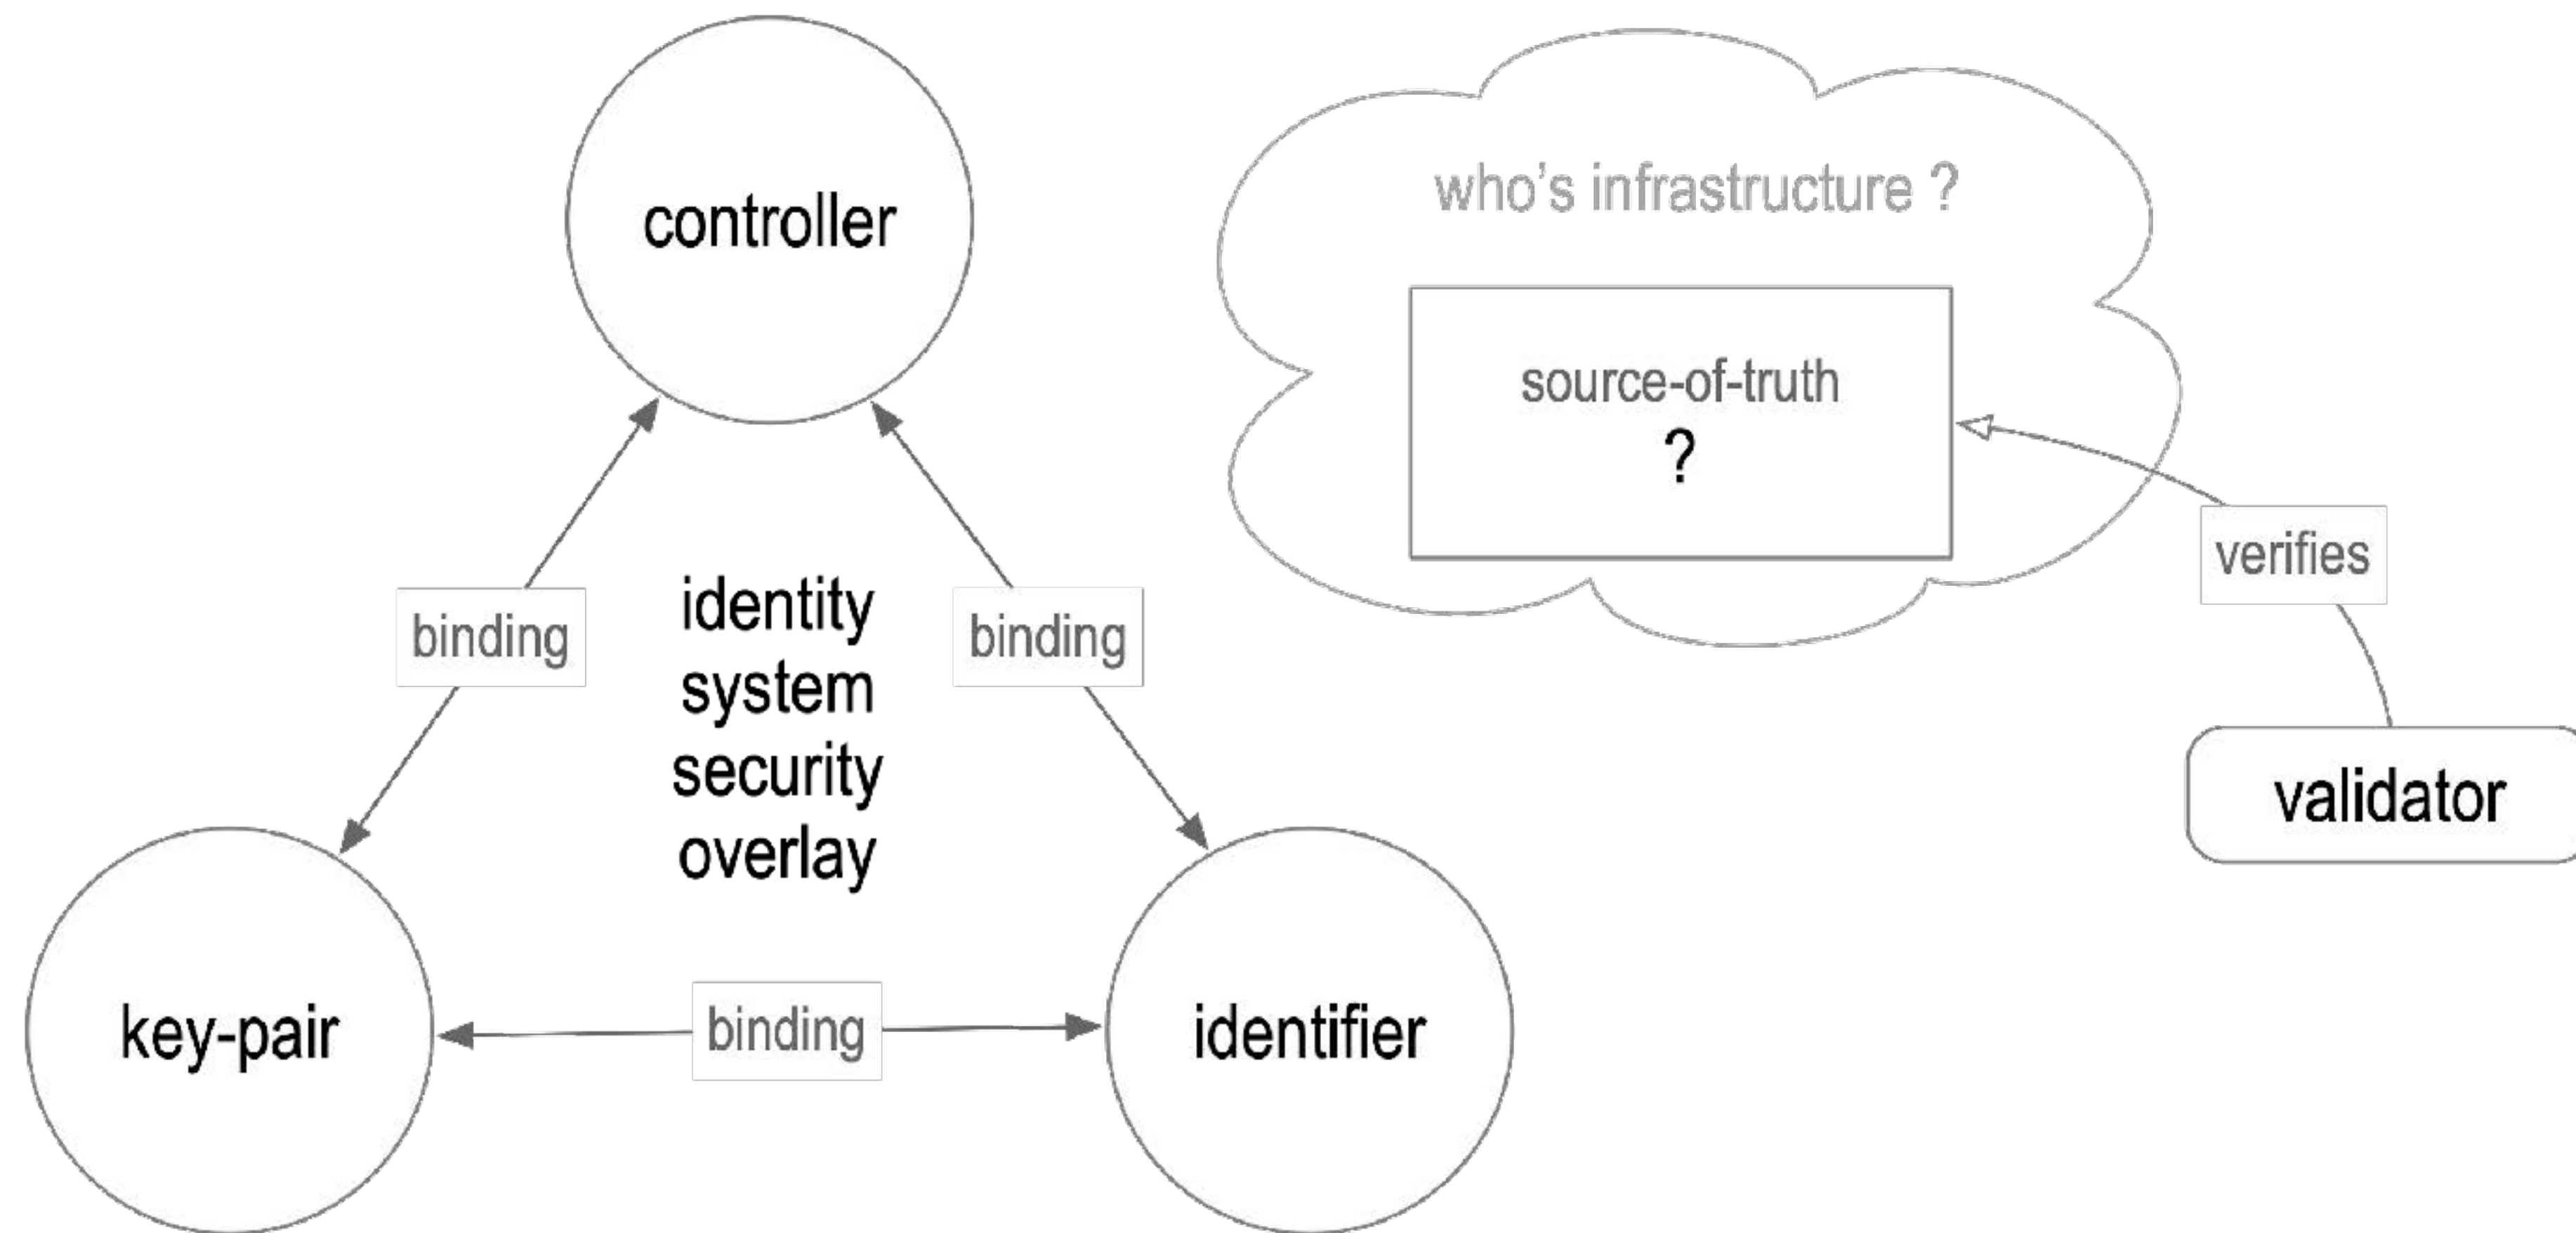 controller
who's infrastructure ?
source-of-truth
?
verifies
binding
identity
system
security
overlay
binding
validator
key-pair
binding
identifier